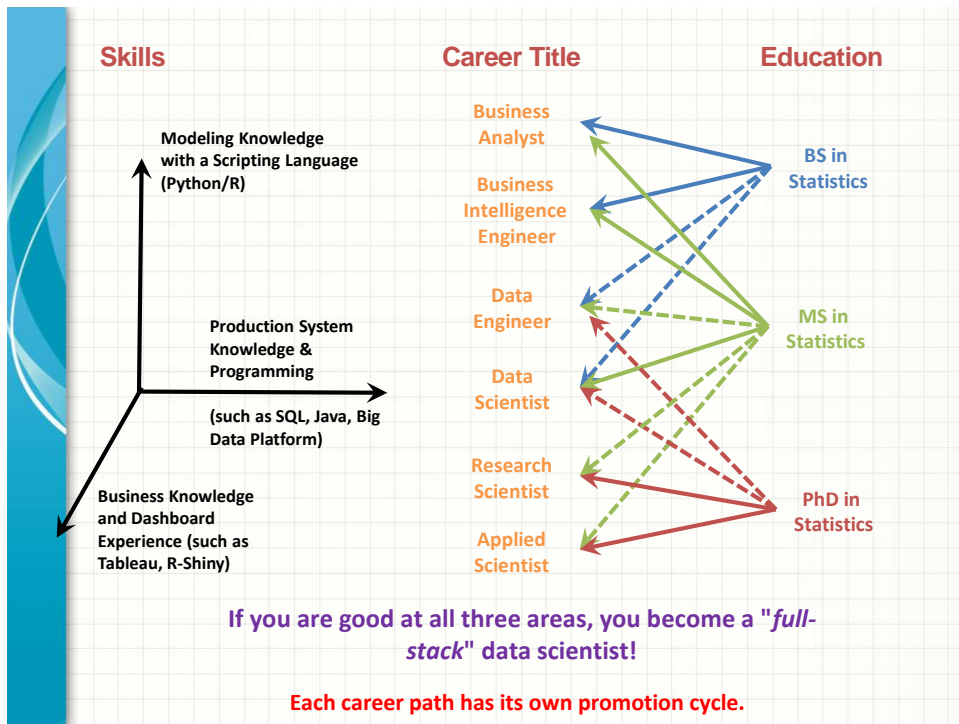 Skills
Career Title
Education
Modeling Knowledge
with a Scripting Language
(Python/R)
Production System
Knowledge &
Programming
(such as SQL, Java, Big
Data Platform)
Business Knowledge
and Dashboard
Experience (such as
Tableau, R-Shiny)
Business
Analyst
Business
Intelligence
Engineer
Data
Engineer
Data
Scientist
Research
Scientist
Applied
Scientist
BS in
Statistics
MS in
Statistics
PhD in
Statistics
If you are good at all three areas, you become a "full-
stack" data scientist!
Each career path has its own promotion cycle.